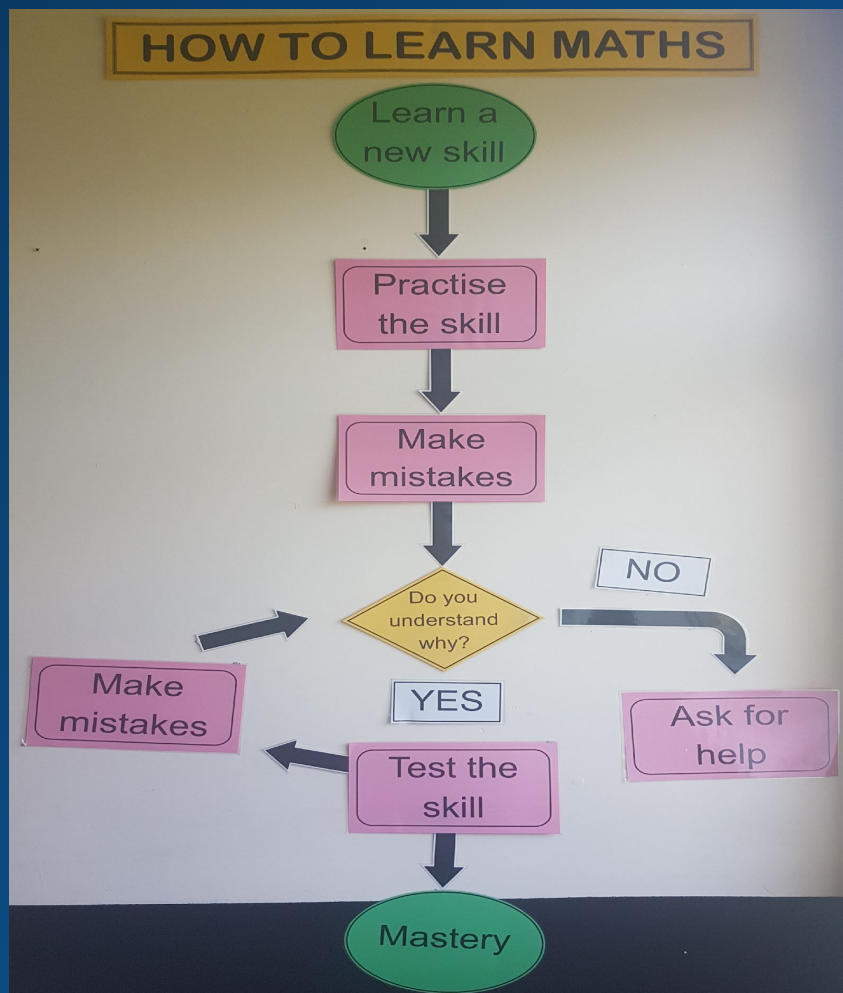 HOW TO LEARN MATHS
Learn a
new skill
Practise
the skill
Make
mistakes
Do you
understand
why?
NO
YES
Make
mistakes
Ask for
help
Test the
skill
Mastery